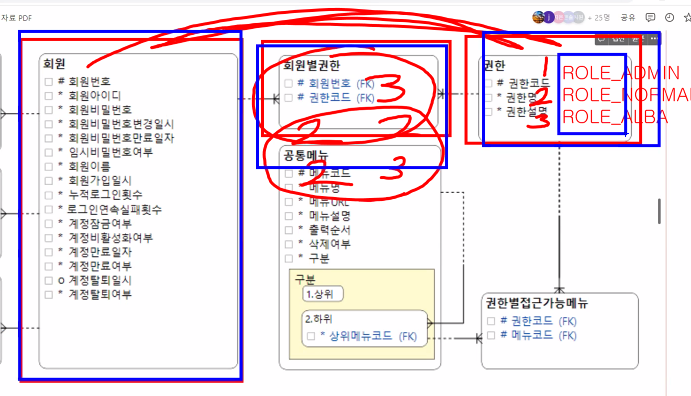 자료 PDF
+ 25명
공유
회원
# 회원번호
* 회원아이디
* 회원비밀번호
* 회원비밀번호변경일시
* 회원비밀번호만료일자
* 임시비밀번호여부
* 회원이름
* 회원가입일시
* 누적로그인횟수
* 로그인연속실패횟수
* 계정잠금여부
* 계정비활성화여부
* 계정만료일자
* 계정만료여부
o 계정탈퇴일시
* 계정탈퇴여부
회원별권한
# 회원번호 (FK)
# 권한코드 (FK)
3
2 2
공통메뉴
# 메뉴코드
* 메뉴명
* 메뉴URL
* 메뉴설명
* 출력순서
* 삭제여부
* 구분
2 3
구분
1.상위
2.하위
* 상위메뉴코드 (FK)
권한
# 권한코드
* 권한명
* 권한설명
1 ROLE_ADMIN
2 ROLE_NORMA
3 ROLE_ALBA
권한별접근가능메뉴
# 권한코드 (FK)
# 메뉴코드 (FK)